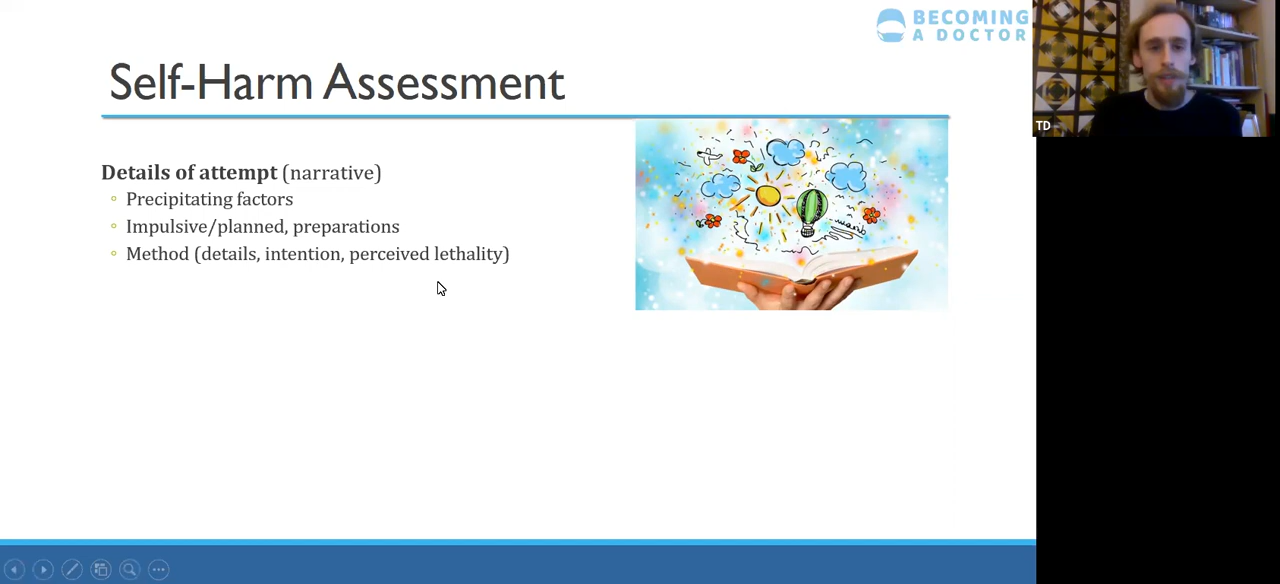 BECOMING
A DOCTOR
Self-Harm Assessment
TD
Details of attempt (narrative)
Precipitating factors
Impulsive/planned, preparations
Method (details, intention, perceived lethality)